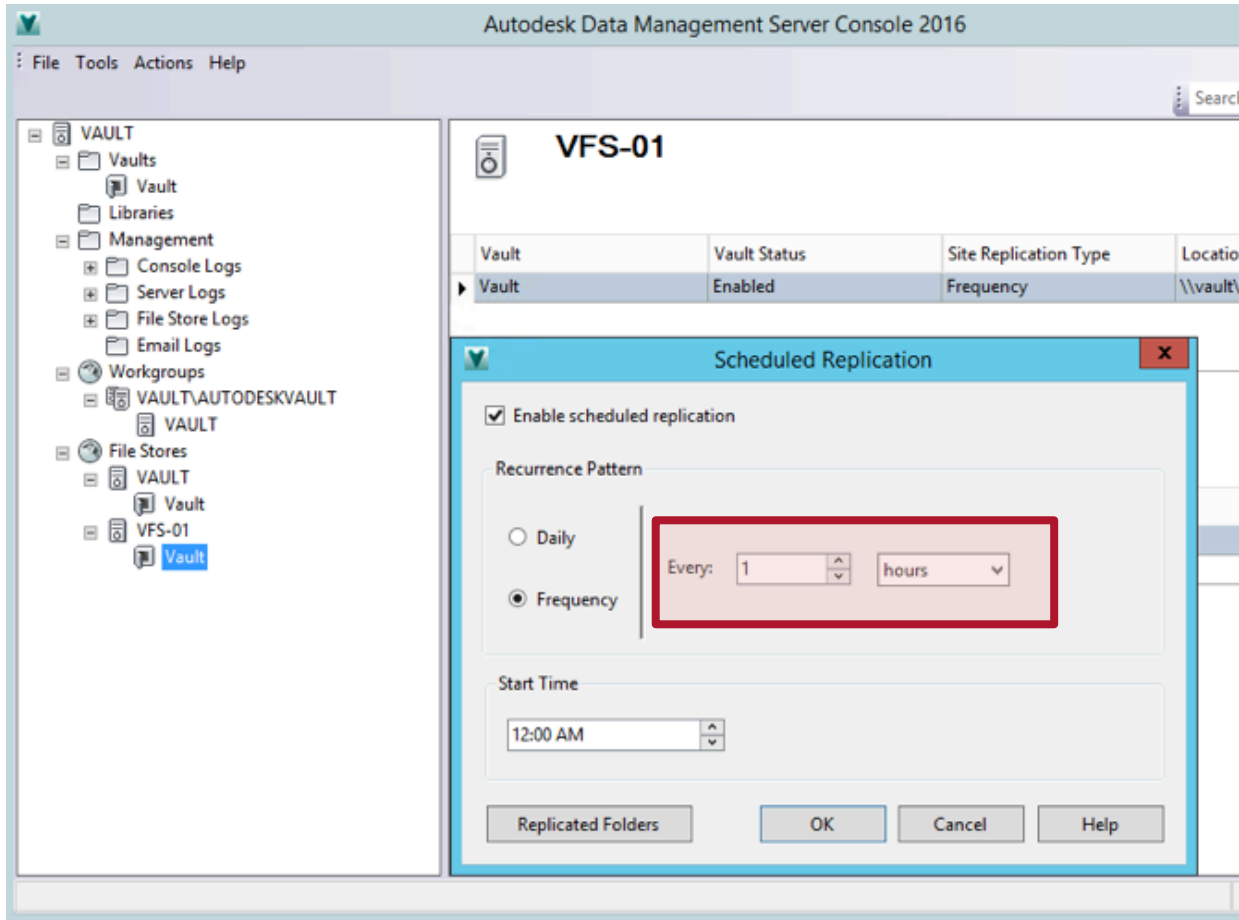 Autodesk Data Management Server Console 2016
File Tools Actions Help
Search
VAULT
Vaults
Vault
Libraries
Management
Console Logs
Server Logs
File Store Logs
Email Logs
Workgroups
VAULT\AUTODESKVAULT
VAULT
File Stores
VAULT
Vault
VFS-01
Vault
VFS-01
Vault Vault Status Site Replication Type Locatio
Vault Enabled Frequency \\vault\
Scheduled Replication
x
Enable scheduled replication
Recurrence Pattern
Daily
Every: 1 hours
Frequency
Start Time
12:00 AM
Replicated Folders OK Cancel Help